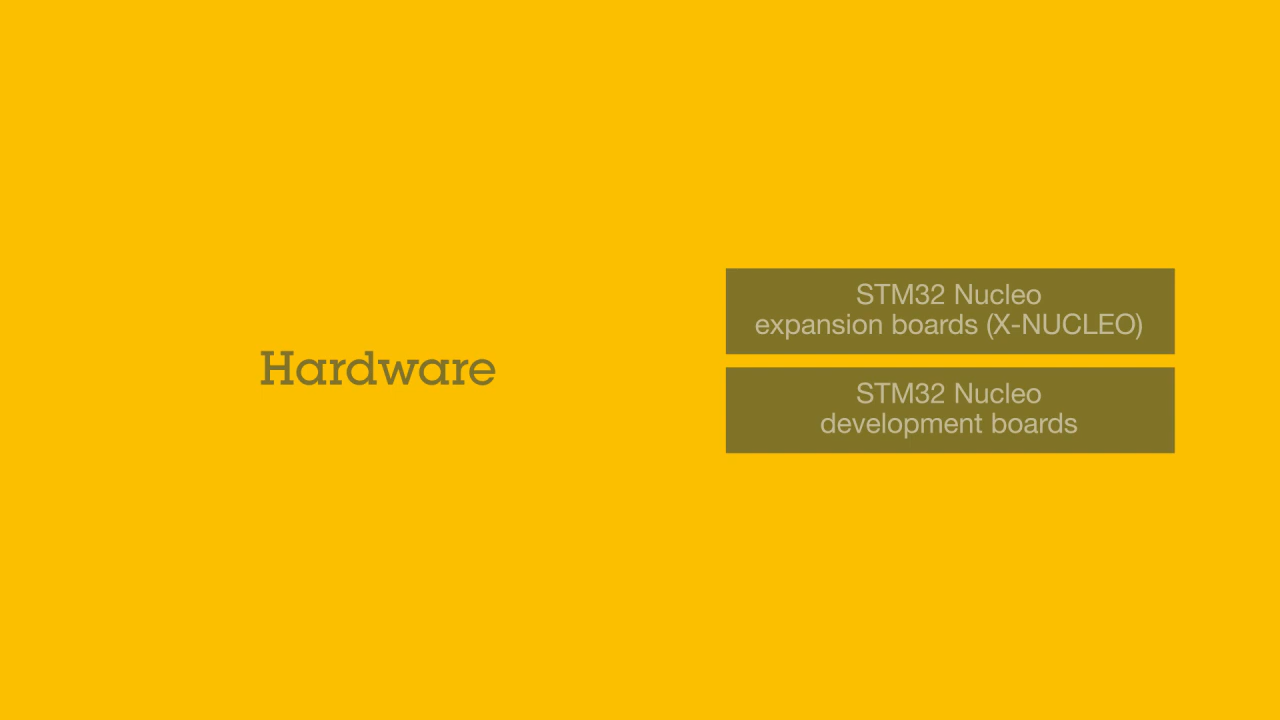 Hardware
STM32 Nucleo
expansion boards (X-NUCLEO)
STM32 Nucleo
development boards